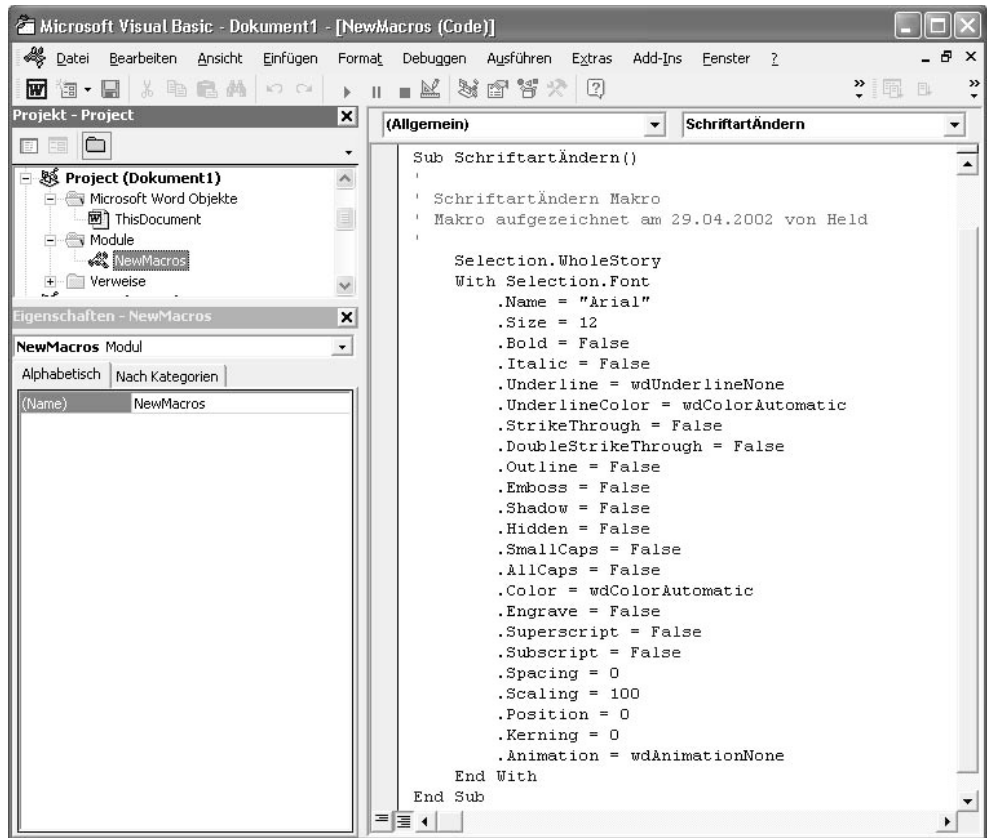 Microsoft Visual Basic - Dokument1 - [NewMacros (Code)]
Datei Bearbeiten Ansicht Einfügen Format Debuggen Ausführen Extras Add-Ins Fenster ?
Projekt - Project
Project (Dokument1)
Microsoft Word Objekte
ThisDocument
Module
NewMacros
Verweise
Eigenschaften - NewMacros
NewMacros Modul
Alphabetisch Nach Kategorien
(Name) NewMacros
(Allgemein) SchriftartÄndern
Sub SchriftartÄndern()
'
' SchriftartÄndern Makro
' Makro aufgezeichnet am 29.04.2002 von Held
'
Selection.WholeStory
With Selection.Font
.Name = "Arial"
.Size = 12
.Bold = False
.Italic = False
.Underline = wdUnderlineNone
.UnderlineColor = wdColorAutomatic
.StrikeThrough = False
.DoubleStrikeThrough = False
.Outline = False
.Emboss = False
.Shadow = False
.Hidden = False
.SmallCaps = False
.AllCaps = False
.Color = wdColorAutomatic
.Engrave = False
.Superscript = False
.Subscript = False
.Spacing = 0
.Scaling = 100
.Position = 0
.Kerning = 0
.Animation = wdAnimationNone
End With
End Sub